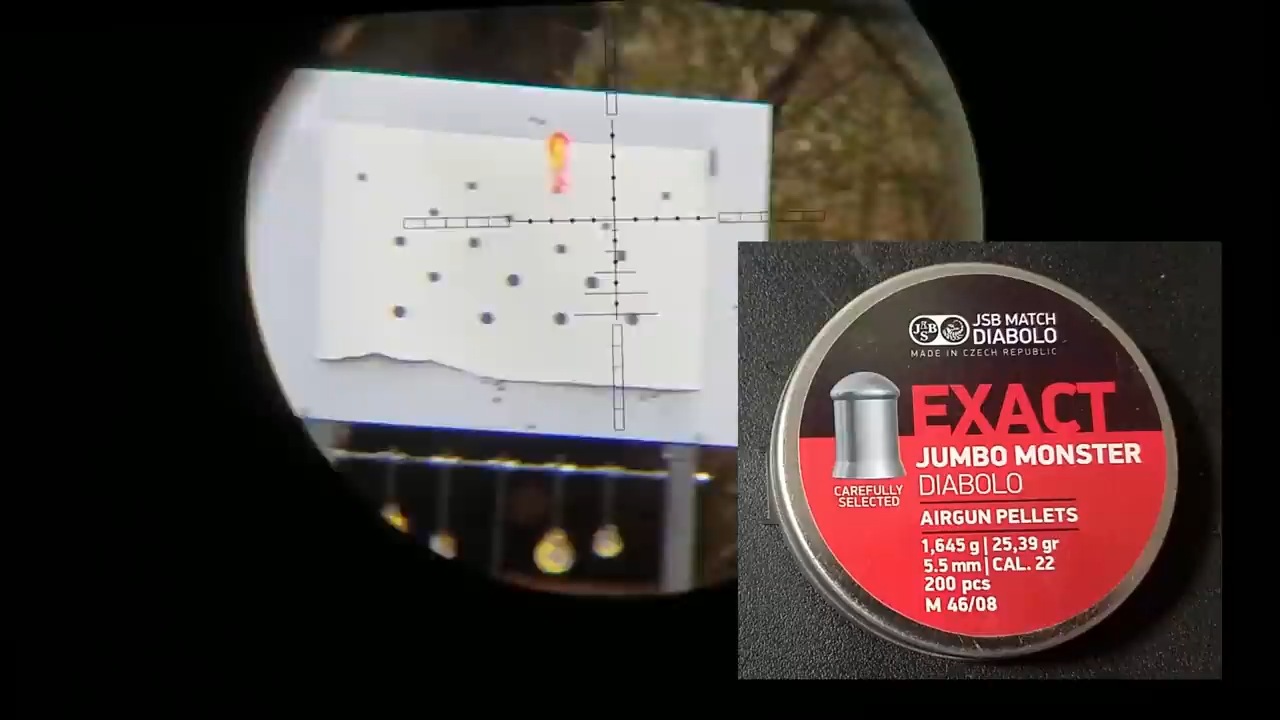 JSB
JSB MATCH
DIABOLO
MADE IN CZECH REPUBLIC
EXACT
JUMBO MONSTER
DIABOLO
CAREFULLY
SELECTED
AIRGUN PELLETS
1,645 g | 25,39 gr
5.5 mm | CAL. 22
200 pcs
M 46/08